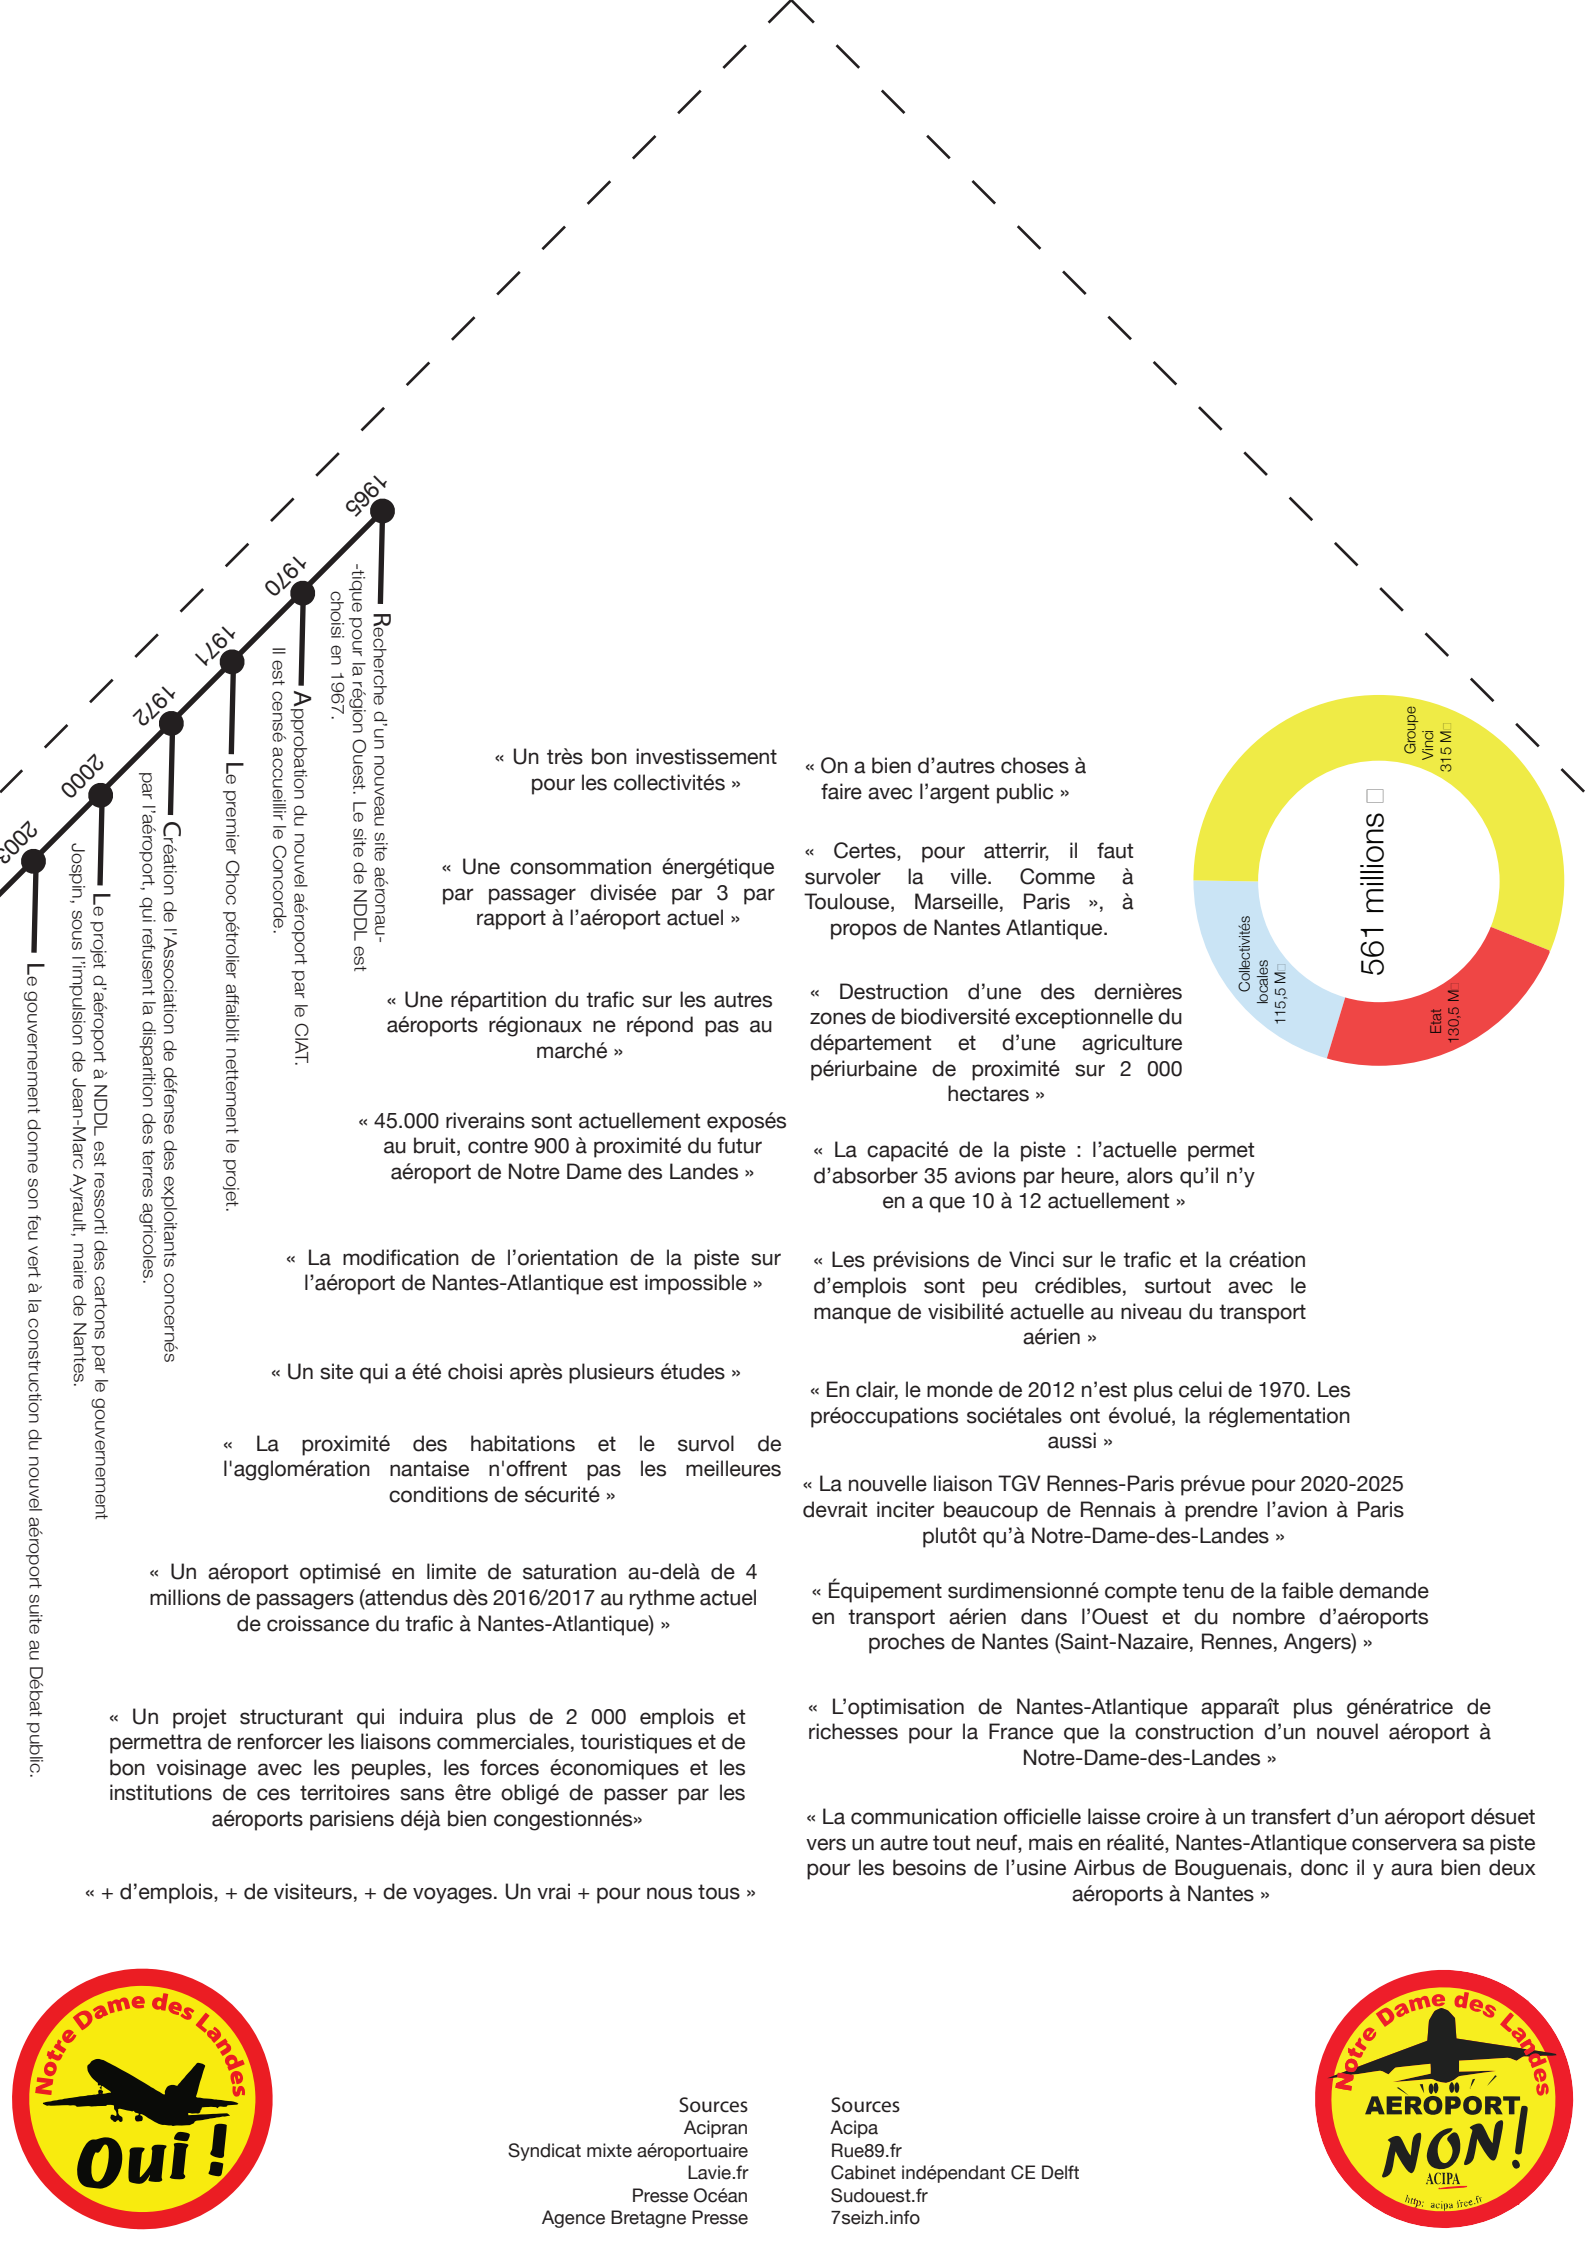 1965
Recherche d'un nouveau site aéronau-
-tique pour la région Ouest. Le site de NDDL est
choisi en 1967.
1970
Approbation du nouvel aéroport par le CIAT.
Il est censé accueillir le Concorde.
1971
Le premier Choc pétrolier affaiblit nettement le projet.
1972
Création de l'Association de défense des exploitants concernés
par l'aéroport, qui refusent la disparition des terres agricoles.
2000
Le projet d'aéroport à NDDL est ressorti des cartons par le gouvernement
Jospin, sous l'impulsion de Jean-Marc Ayrault, maire de Nantes.
2003
Le gouvernement donne son feu vert à la construction du nouvel aéroport suite au Débat public.
« Un très bon investissement
pour les collectivités »
« Une consommation énergétique
par passager divisée par 3 par
rapport à l'aéroport actuel »
« Une répartition du trafic sur les autres
aéroports régionaux ne répond pas au
marché »
« 45.000 riverains sont actuellement exposés
au bruit, contre 900 à proximité du futur
aéroport de Notre Dame des Landes »
« La modification de l'orientation de la piste sur
l'aéroport de Nantes-Atlantique est impossible »
« Un site qui a été choisi après plusieurs études »
« La proximité des habitations et le survol de
l'agglomération nantaise n'offrent pas les meilleures
conditions de sécurité »
« Un aéroport optimisé en limite de saturation au-delà de 4
millions de passagers (attendus dès 2016/2017 au rythme actuel
de croissance du trafic à Nantes-Atlantique) »
« Un projet structurant qui induira plus de 2 000 emplois et
permettra de renforcer les liaisons commerciales, touristiques et de
bon voisinage avec les peuples, les forces économiques et les
institutions de ces territoires sans être obligé de passer par les
aéroports parisiens déjà bien congestionnés»
« + d'emplois, + de visiteurs, + de voyages. Un vrai + pour nous tous »
« On a bien d'autres choses à
faire avec l'argent public »
« Certes, pour atterrir, il faut
survoler la ville. Comme à
Toulouse, Marseille, Paris », à
propos de Nantes Atlantique.
« Destruction d'une des dernières
zones de biodiversité exceptionnelle du
département et d'une agriculture
périurbaine de proximité sur 2 000
hectares »
« La capacité de la piste : l'actuelle permet
d'absorber 35 avions par heure, alors qu'il n'y
en a que 10 à 12 actuellement »
« Les prévisions de Vinci sur le trafic et la création
d'emplois sont peu crédibles, surtout avec le
manque de visibilité actuelle au niveau du transport
aérien »
« En clair, le monde de 2012 n'est plus celui de 1970. Les
préoccupations sociétales ont évolué, la réglementation
aussi »
« La nouvelle liaison TGV Rennes-Paris prévue pour 2020-2025
devrait inciter beaucoup de Rennais à prendre l'avion à Paris
plutôt qu'à Notre-Dame-des-Landes »
« Équipement surdimensionné compte tenu de la faible demande
en transport aérien dans l'Ouest et du nombre d'aéroports
proches de Nantes (Saint-Nazaire, Rennes, Angers) »
« L'optimisation de Nantes-Atlantique apparaît plus génératrice de
richesses pour la France que la construction d'un nouvel aéroport à
Notre-Dame-des-Landes »
« La communication officielle laisse croire à un transfert d'un aéroport désuet
vers un autre tout neuf, mais en réalité, Nantes-Atlantique conservera sa piste
pour les besoins de l'usine Airbus de Bouguenais, donc il y aura bien deux
aéroports à Nantes »
Groupe
Vinci
315 M□
561 millions □
Collectivités
locales
115,5 M□
Etat
130,5 M□
Notre Dame des Landes
Oui !
Sources
Acipran
Syndicat mixte aéroportuaire
Lavie.fr
Presse Océan
Agence Bretagne Presse
Sources
Acipa
Rue89.fr
Cabinet indépendant CE Delft
Sudouest.fr
7seizh.info
Notre Dame des Landes
AEROPORT
NON!
ACIPA
http: acipa free.fr